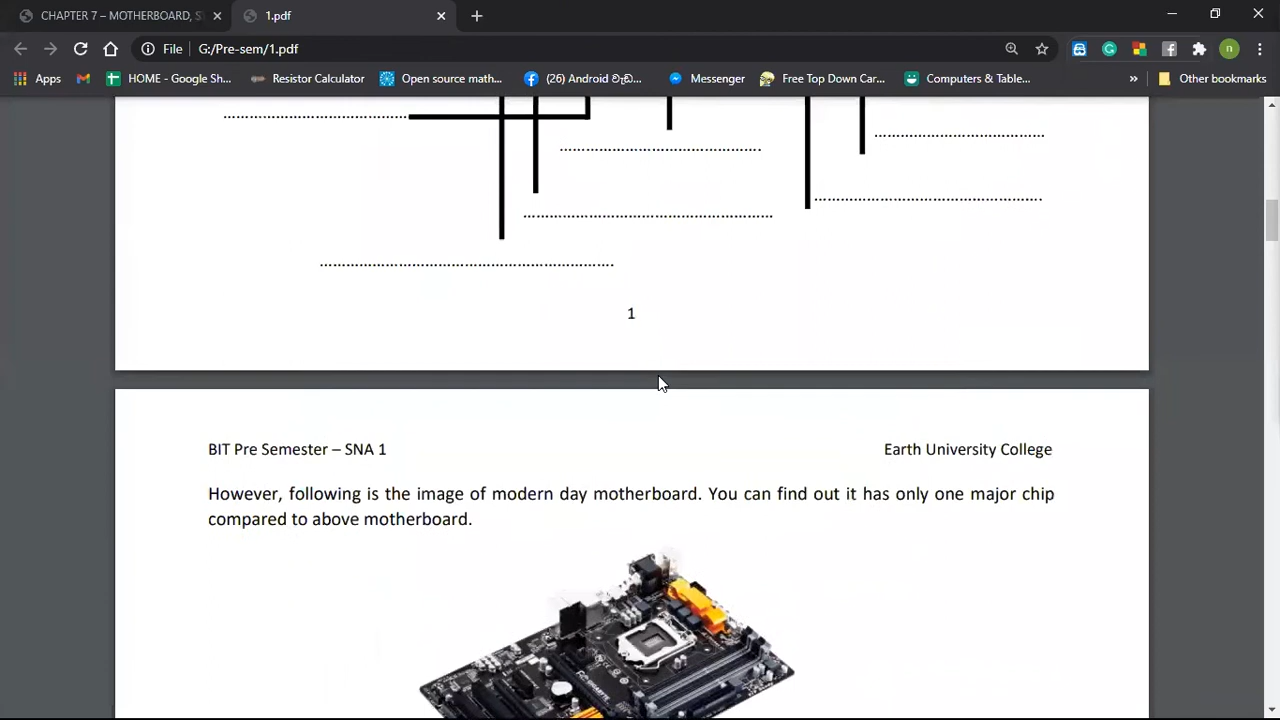 CHAPTER 7 – MOTHERBOARD, S
1.pdf
File
G:/Pre-sem/1.pdf
n
Apps
HOME - Google Sh...
Resistor Calculator
Open source math...
(26) Android වැඩි...
Messenger
Free Top Down Car...
Computers & Table...
»
Other bookmarks
1
BIT Pre Semester – SNA 1
Earth University College
However, following is the image of modern day motherboard. You can find out it has only one major chip
compared to above motherboard.
GIGABYTE